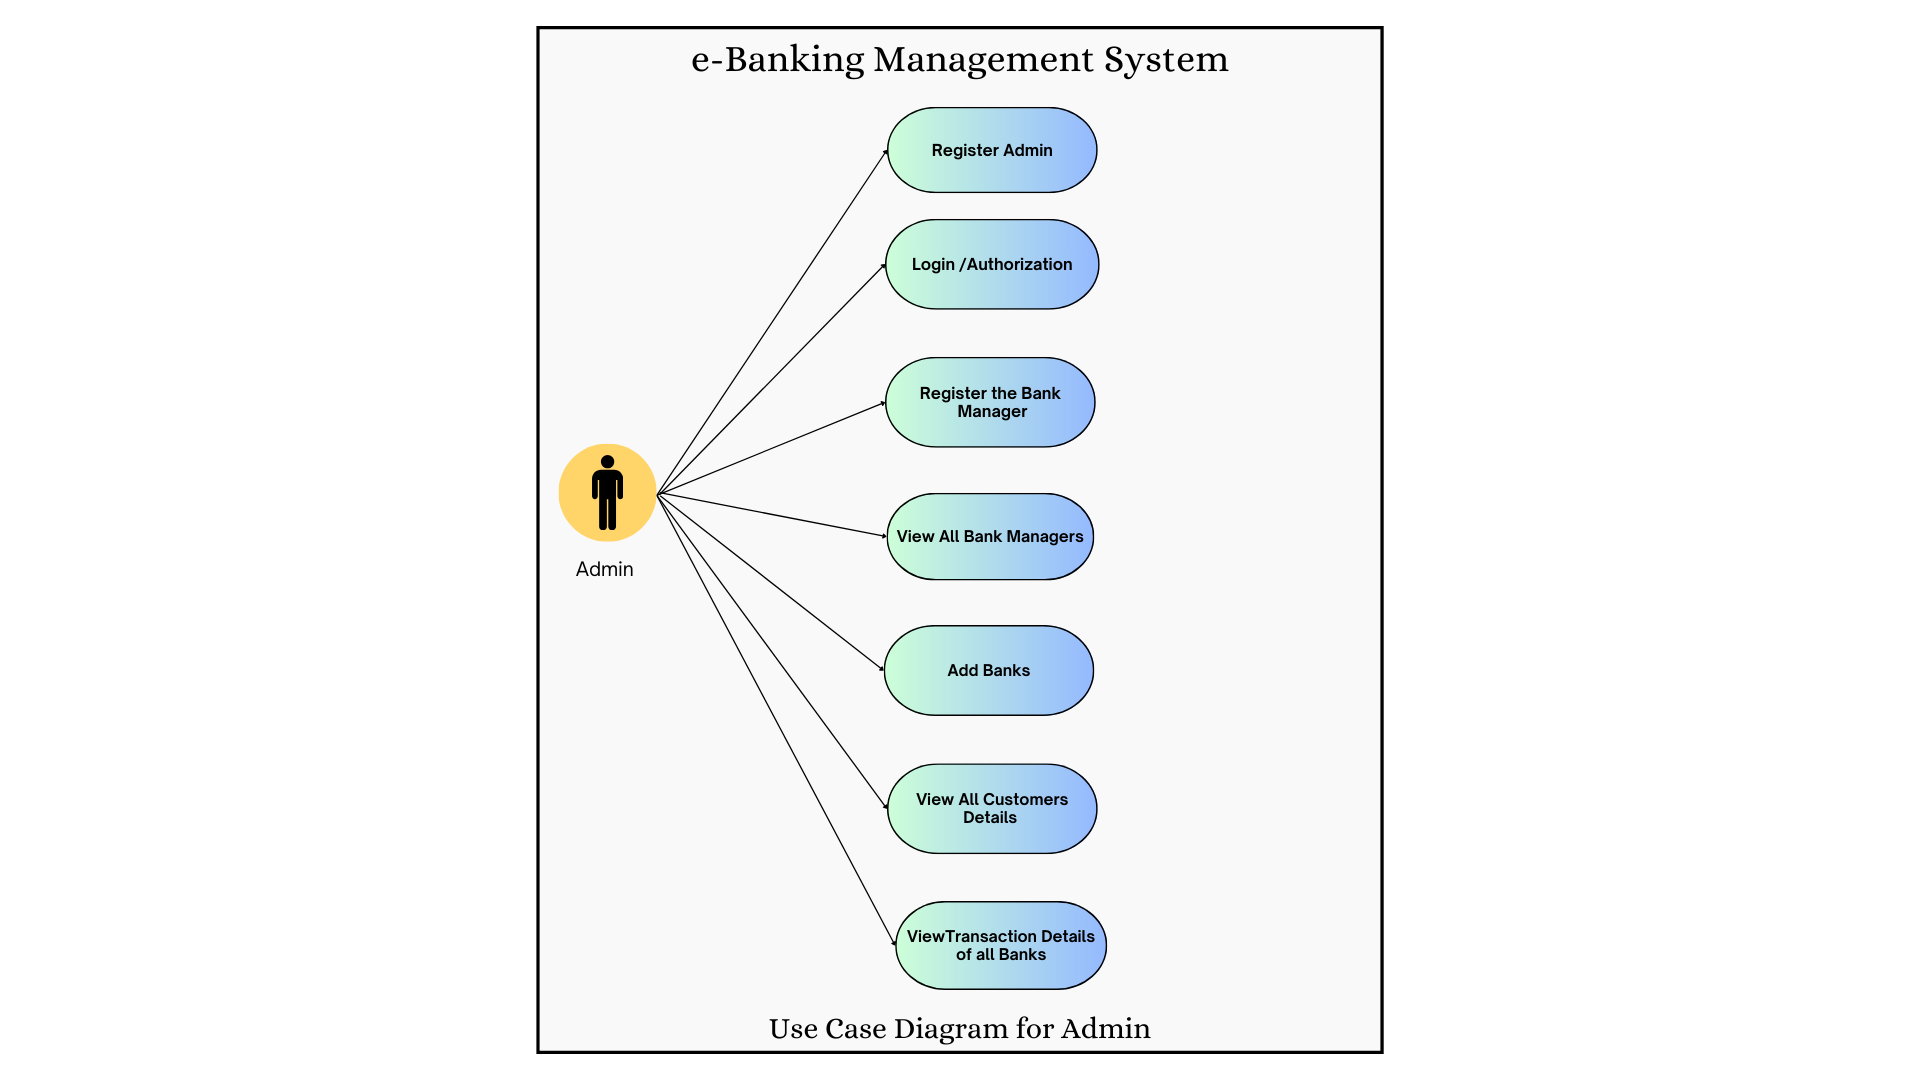 e-Banking Management System
Register Admin
Login /Authorization
Register the Bank
Manager
View All Bank Managers
Admin
Add Banks
View All Customers
Details
ViewTransaction Details
of all Banks
Use Case Diagram for Admin